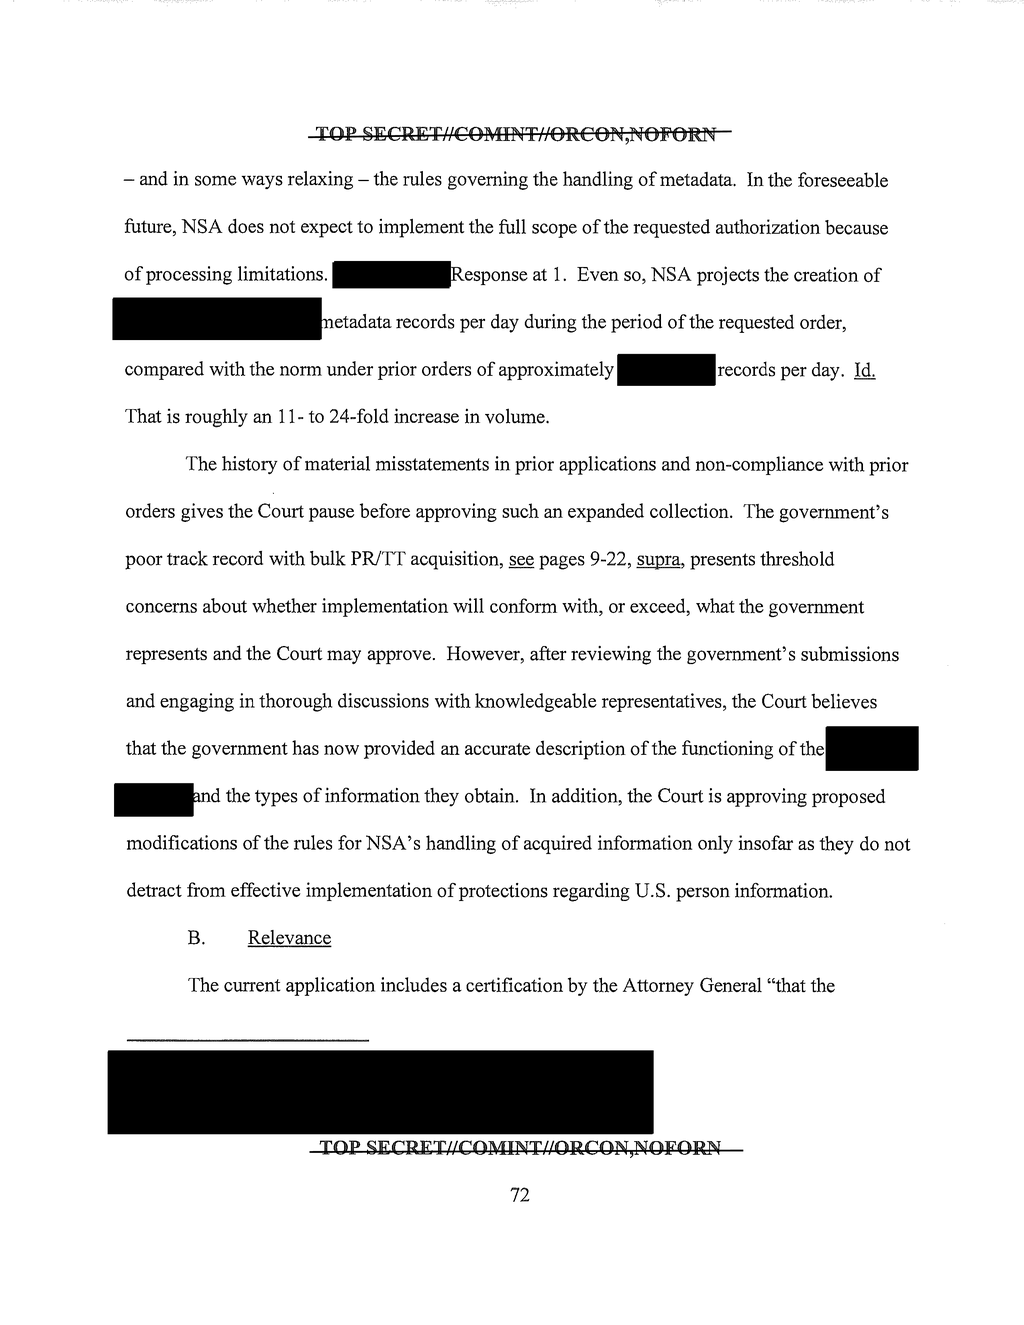 TOP SECRET//COMINT//ORCON,NOFORN
– and in some ways relaxing – the rules governing the handling of metadata. In the foreseeable
future, NSA does not expect to implement the full scope of the requested authorization because
of processing limitations. Response at 1. Even so, NSA projects the creation of
metadata records per day during the period of the requested order,
compared with the norm under prior orders of approximately records per day. Id.
That is roughly an 11- to 24-fold increase in volume.
The history of material misstatements in prior applications and non-compliance with prior
orders gives the Court pause before approving such an expanded collection. The government's
poor track record with bulk PR/TT acquisition, see pages 9-22, supra, presents threshold
concerns about whether implementation will conform with, or exceed, what the government
represents and the Court may approve. However, after reviewing the government's submissions
and engaging in thorough discussions with knowledgeable representatives, the Court believes
that the government has now provided an accurate description of the functioning of the
and the types of information they obtain. In addition, the Court is approving proposed
modifications of the rules for NSA's handling of acquired information only insofar as they do not
detract from effective implementation of protections regarding U.S. person information.
B. Relevance
The current application includes a certification by the Attorney General "that the
TOP SECRET//COMINT//ORCON,NOFORN
72